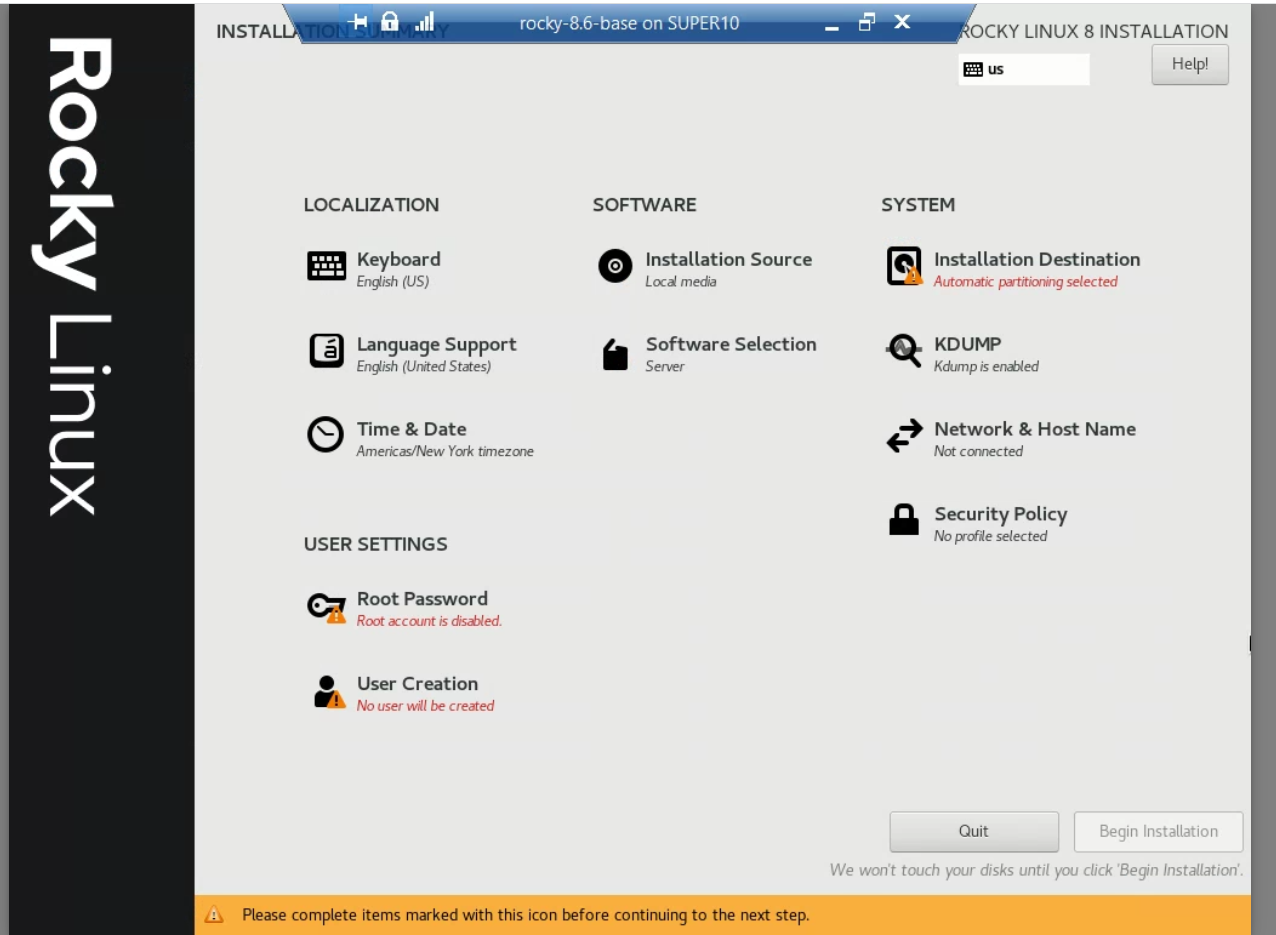 Rocky Linux
INSTALLATION SUMMARY
rocky-8.6-base on SUPER10
ROCKY LINUX 8 INSTALLATION
us
Help!
LOCALIZATION
Keyboard
English (US)
Language Support
English (United States)
Time & Date
Americas/New York timezone
USER SETTINGS
Root Password
Root account is disabled.
User Creation
No user will be created
SOFTWARE
Installation Source
Local media
Software Selection
Server
SYSTEM
Installation Destination
Automatic partitioning selected
KDUMP
Kdump is enabled
Network & Host Name
Not connected
Security Policy
No profile selected
Quit
Begin Installation
We won't touch your disks until you click 'Begin Installation'.
Please complete items marked with this icon before continuing to the next step.